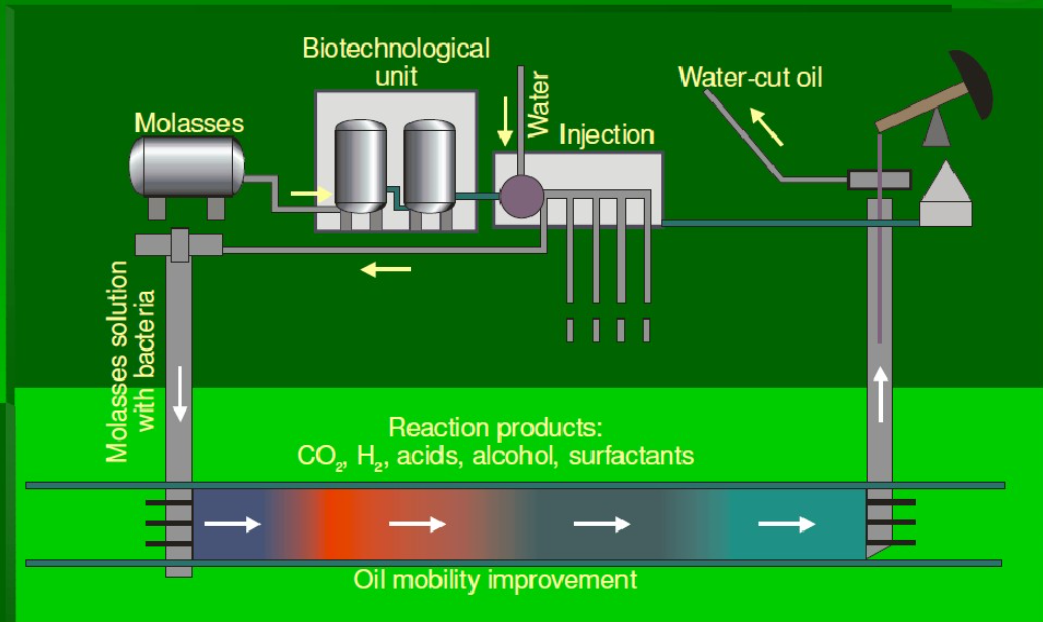 Biotechnological
unit
Molasses
Water
Injection
Water-cut oil
Molasses solution
with bacteria
Reaction products:
CO₂, H₂, acids, alcohol, surfactants
Oil mobility improvement